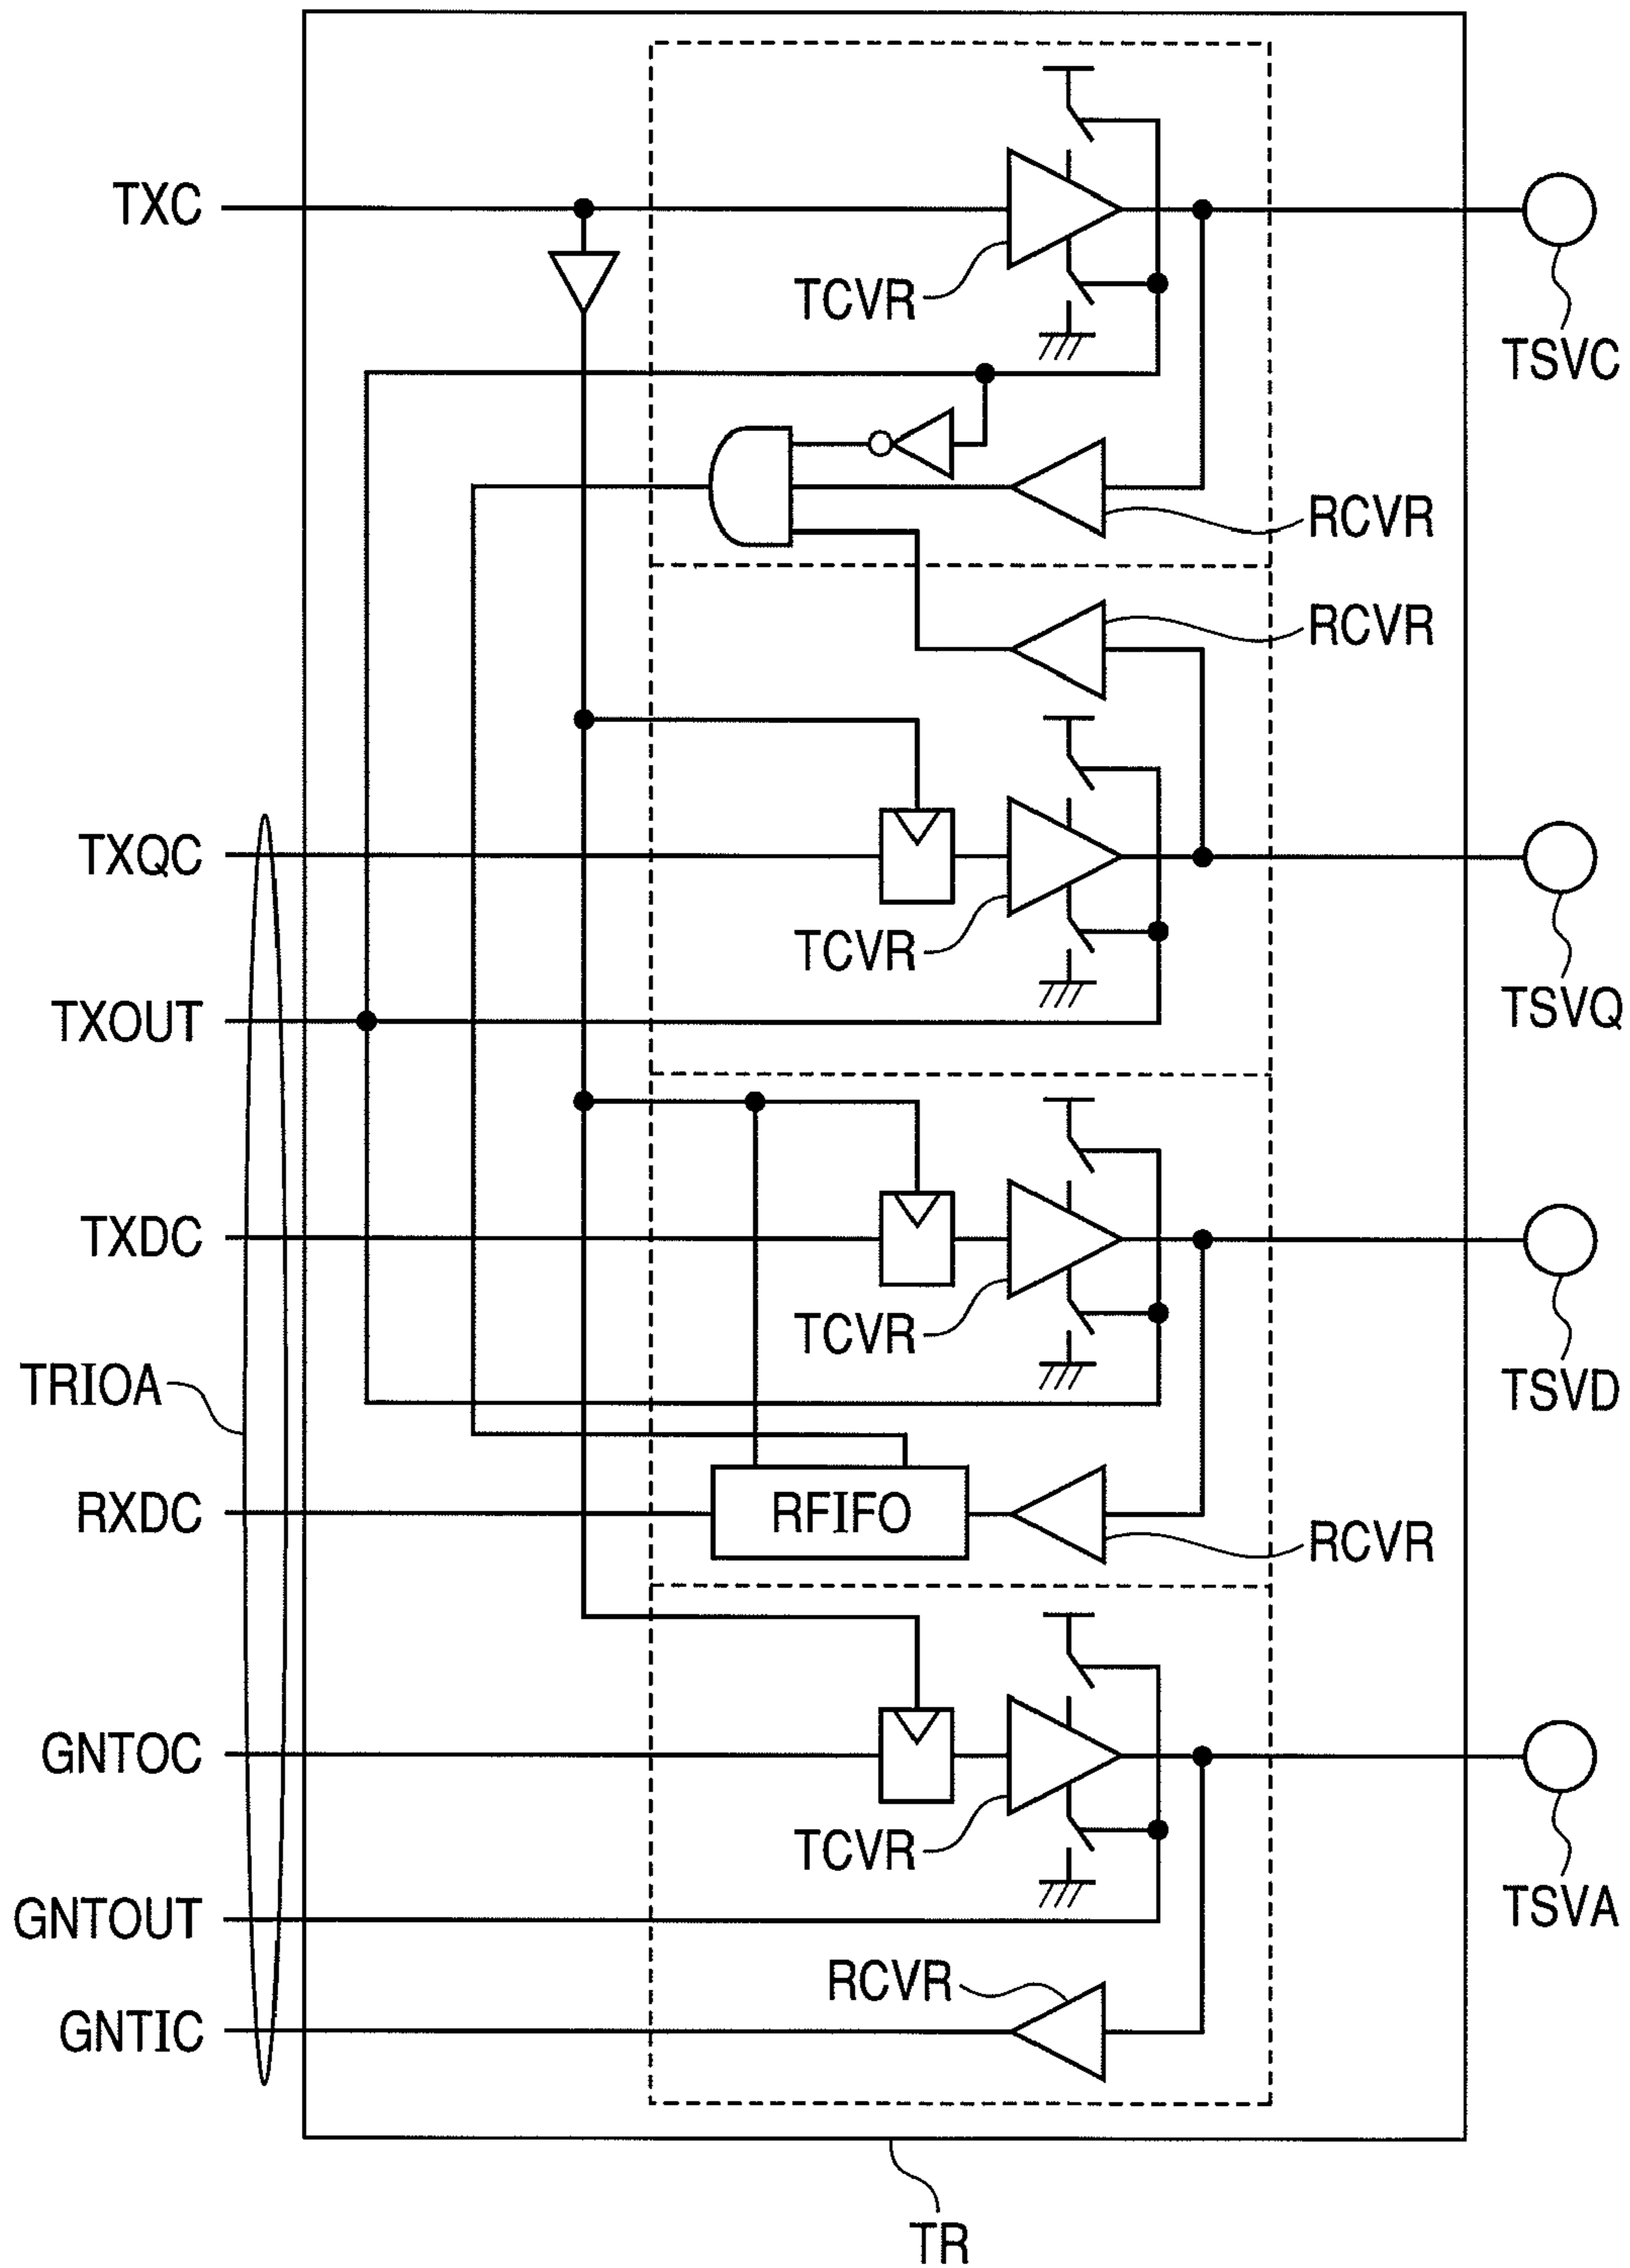 TXC
TCVR
TSVC
RCVR
RCVR
TXQC
TCVR
TXOUT
TSVQ
TXDC
TCVR
TRIOA
TSVD
RXDC
RFIFO
RCVR
GNTOC
TCVR
GNTOUT
TSVA
RCVR
GNTIC
TR